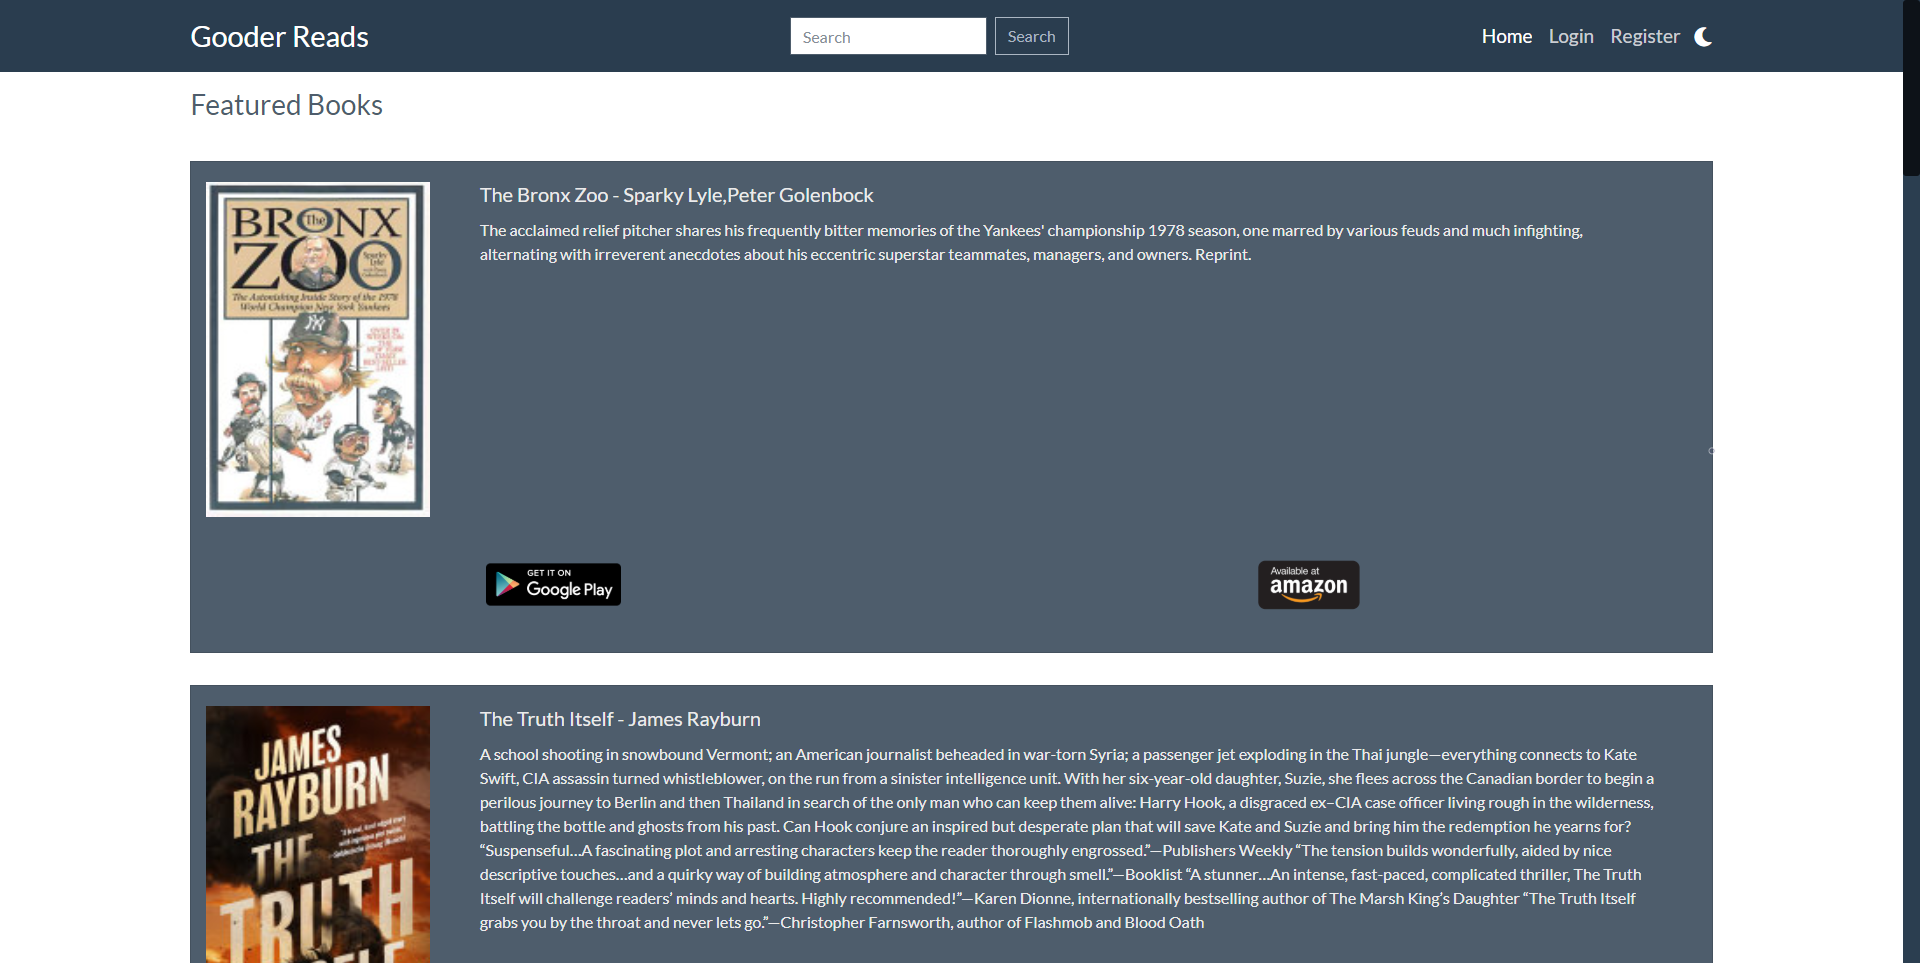 Gooder Reads
Search
Search
Home
Login
Register
Featured Books
The
BRONX
ZOO
Sparky
Lyle
The Astonishing Inside Story of the 1978
World Champion New York Yankees
The Bronx Zoo - Sparky Lyle,Peter Golenbock
The acclaimed relief pitcher shares his frequently bitter memories of the Yankees' championship 1978 season, one marred by various feuds and much infighting,
alternating with irreverent anecdotes about his eccentric superstar teammates, managers, and owners. Reprint.
GET IT ON
Google Play
Available at
amazon
JAMES
RAYBURN
THE
TRUTH
The Truth Itself - James Rayburn
A school shooting in snowbound Vermont; an American journalist beheaded in war-torn Syria; a passenger jet exploding in the Thai jungle—everything connects to Kate
Swift, CIA assassin turned whistleblower, on the run from a sinister intelligence unit. With her six-year-old daughter, Suzie, she flees across the Canadian border to begin a
perilous journey to Berlin and then Thailand in search of the only man who can keep them alive: Harry Hook, a disgraced ex–CIA case officer living rough in the wilderness,
battling the bottle and ghosts from his past. Can Hook conjure an inspired but desperate plan that will save Kate and Suzie and bring him the redemption he yearns for?
“Suspenseful…A fascinating plot and arresting characters keep the reader thoroughly engrossed.”—Publishers Weekly “The tension builds wonderfully, aided by nice
descriptive touches…and a quirky way of building atmosphere and character through smell.”—Booklist “A stunner…An intense, fast-paced, complicated thriller, The Truth
Itself will challenge readers’ minds and hearts. Highly recommended!”—Karen Dionne, internationally bestselling author of The Marsh King’s Daughter “The Truth Itself
grabs you by the throat and never lets go.”—Christopher Farnsworth, author of Flashmob and Blood Oath